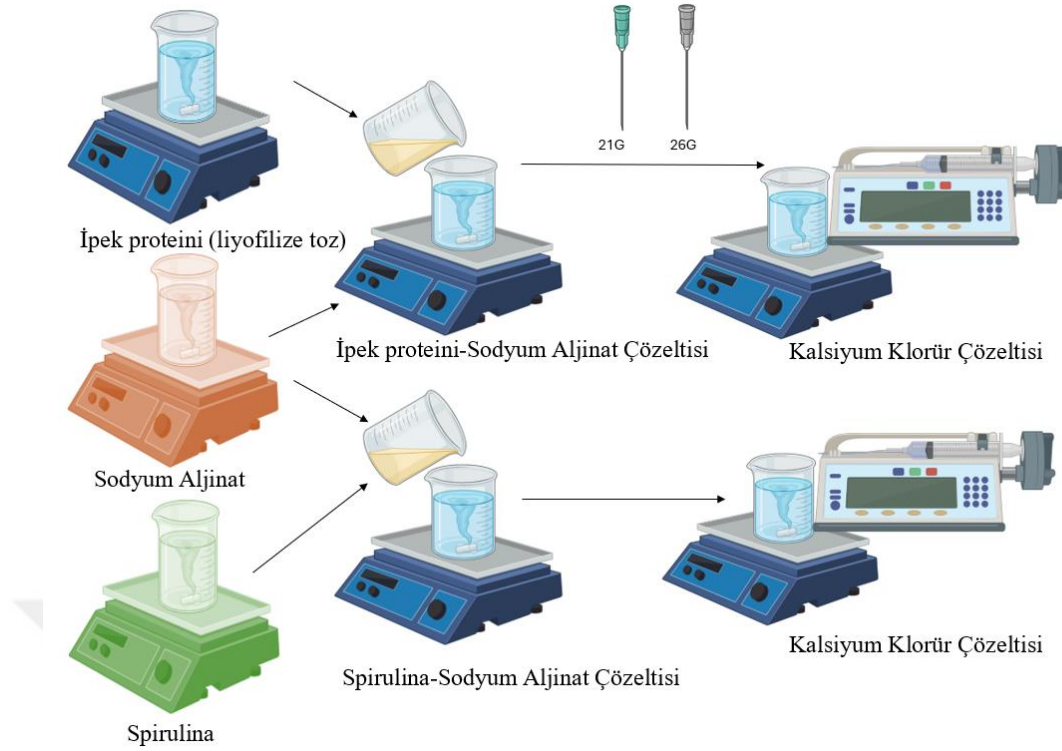 21G
26G
İpek proteini (liyofilize toz)
İpek proteini-Sodyum Aljinat Çözeltisi
Kalsiyum Klorür Çözeltisi
Sodyum Aljinat
Spirulina-Sodyum Aljinat Çözeltisi
Kalsiyum Klorür Çözeltisi
Spirulina